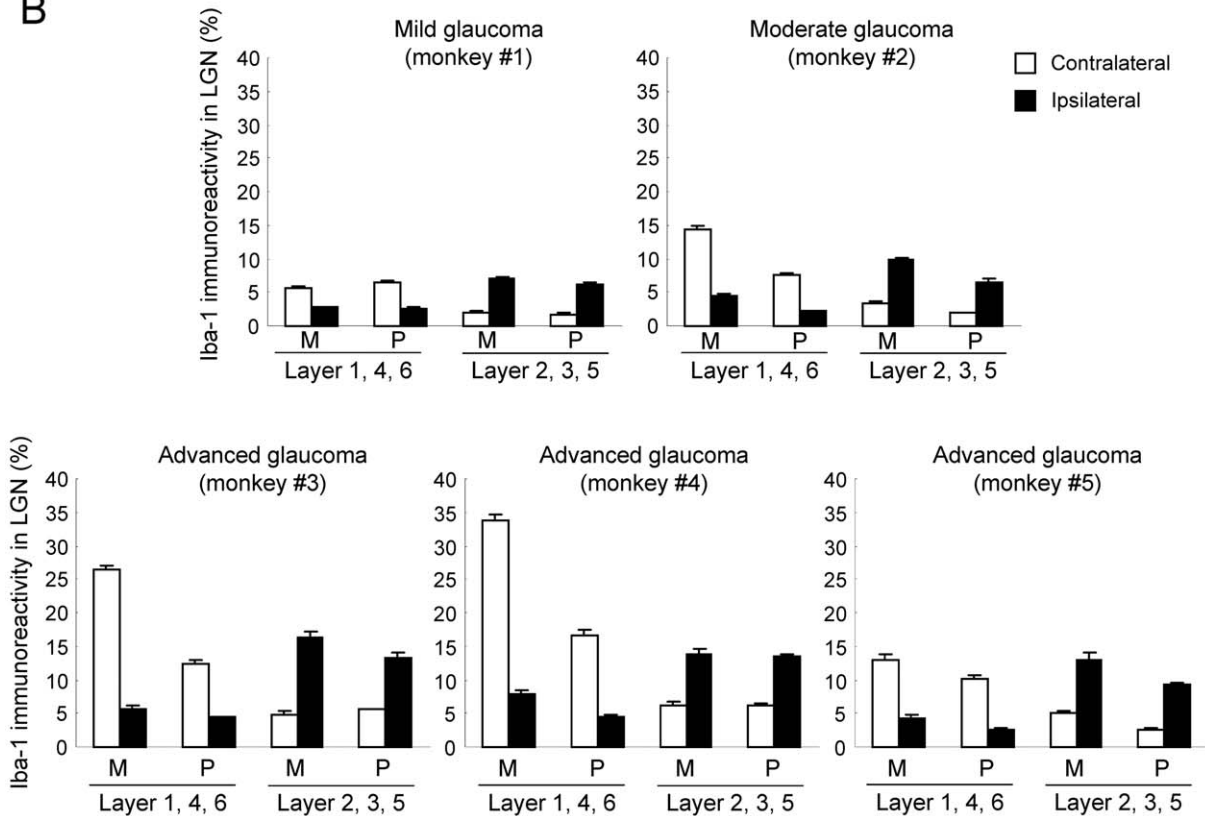 B
Mild glaucoma
(monkey #1)
Iba-1 immunoreactivity in LGN (%)
40
35
30
25
20
15
10
5
0
M P M P
Layer 1, 4, 6 Layer 2, 3, 5
Moderate glaucoma
(monkey #2)
40
35
30
25
20
15
10
5
0
M P M P
Layer 1, 4, 6 Layer 2, 3, 5
Contralateral
Ipsilateral
Advanced glaucoma
(monkey #3)
Iba-1 immunoreactivity in LGN (%)
40
35
30
25
20
15
10
5
0
M P M P
Layer 1, 4, 6 Layer 2, 3, 5
Advanced glaucoma
(monkey #4)
40
35
30
25
20
15
10
5
0
M P M P
Layer 1, 4, 6 Layer 2, 3, 5
Advanced glaucoma
(monkey #5)
40
35
30
25
20
15
10
5
0
M P M P
Layer 1, 4, 6 Layer 2, 3, 5